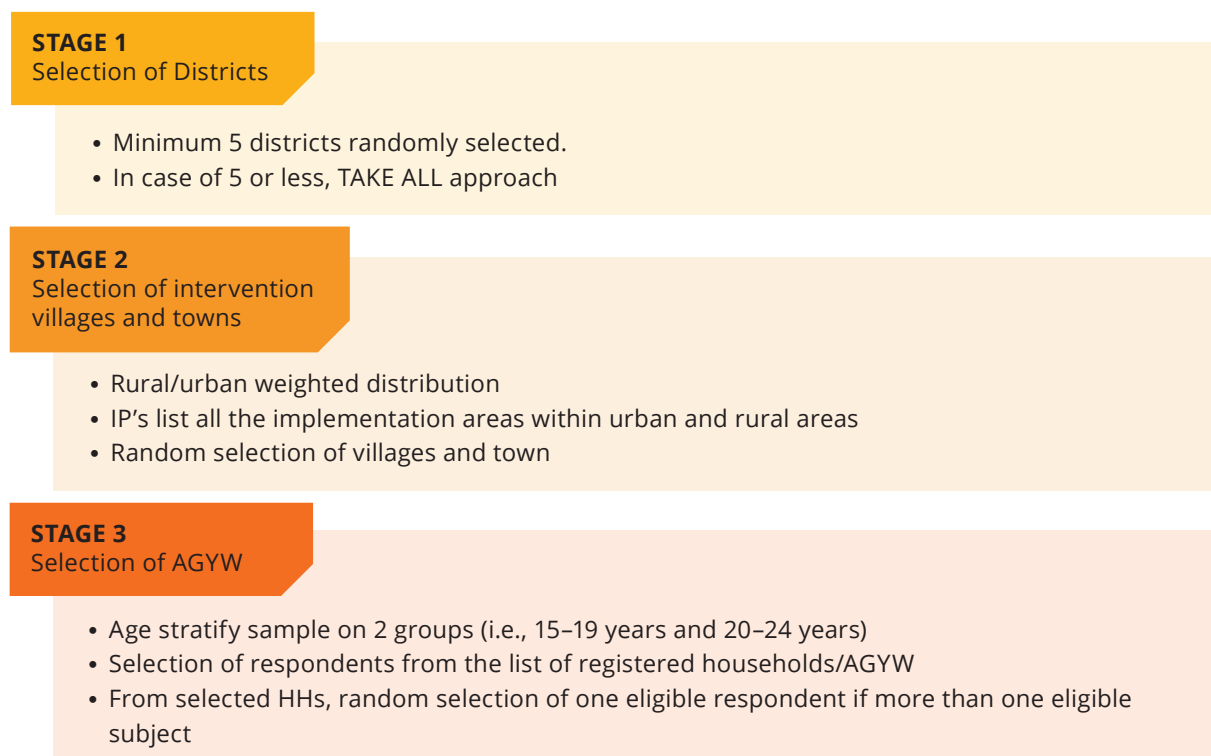 STAGE 1
Selection of Districts
• Minimum 5 districts randomly selected.
• In case of 5 or less, TAKE ALL approach
STAGE 2
Selection of intervention
villages and towns
• Rural/urban weighted distribution
• IP’s list all the implementation areas within urban and rural areas
• Random selection of villages and town
STAGE 3
Selection of AGYW
• Age stratify sample on 2 groups (i.e., 15–19 years and 20–24 years)
• Selection of respondents from the list of registered households/AGYW
• From selected HHs, random selection of one eligible respondent if more than one eligible
subject